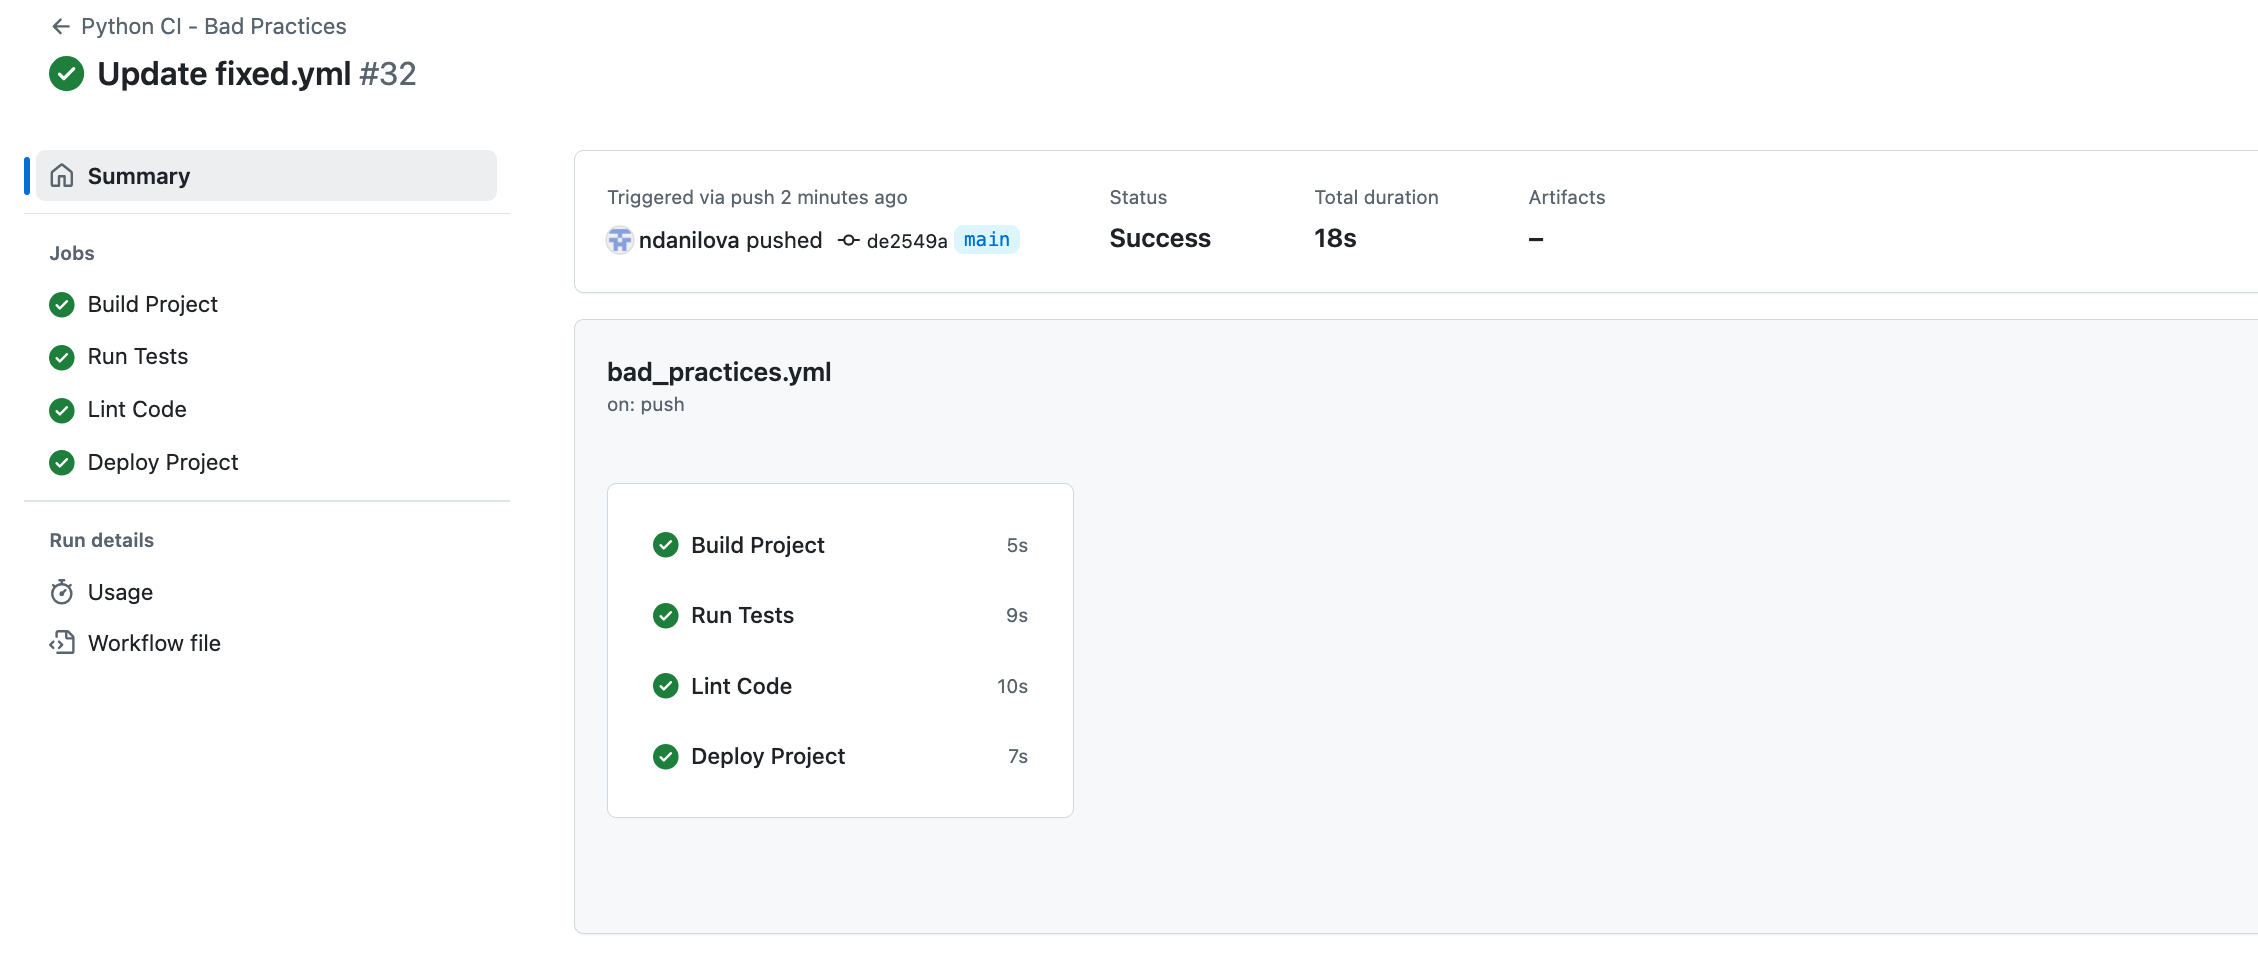 Python CI - Bad Practices
Update fixed.yml #32
Summary
Jobs
Build Project
Run Tests
Lint Code
Deploy Project
Run details
Usage
Workflow file
Triggered via push 2 minutes ago
ndanilova pushed de2549a main
Status
Success
Total duration
18s
Artifacts
–
bad_practices.yml
on: push
Build Project 5s
Run Tests 9s
Lint Code 10s
Deploy Project 7s